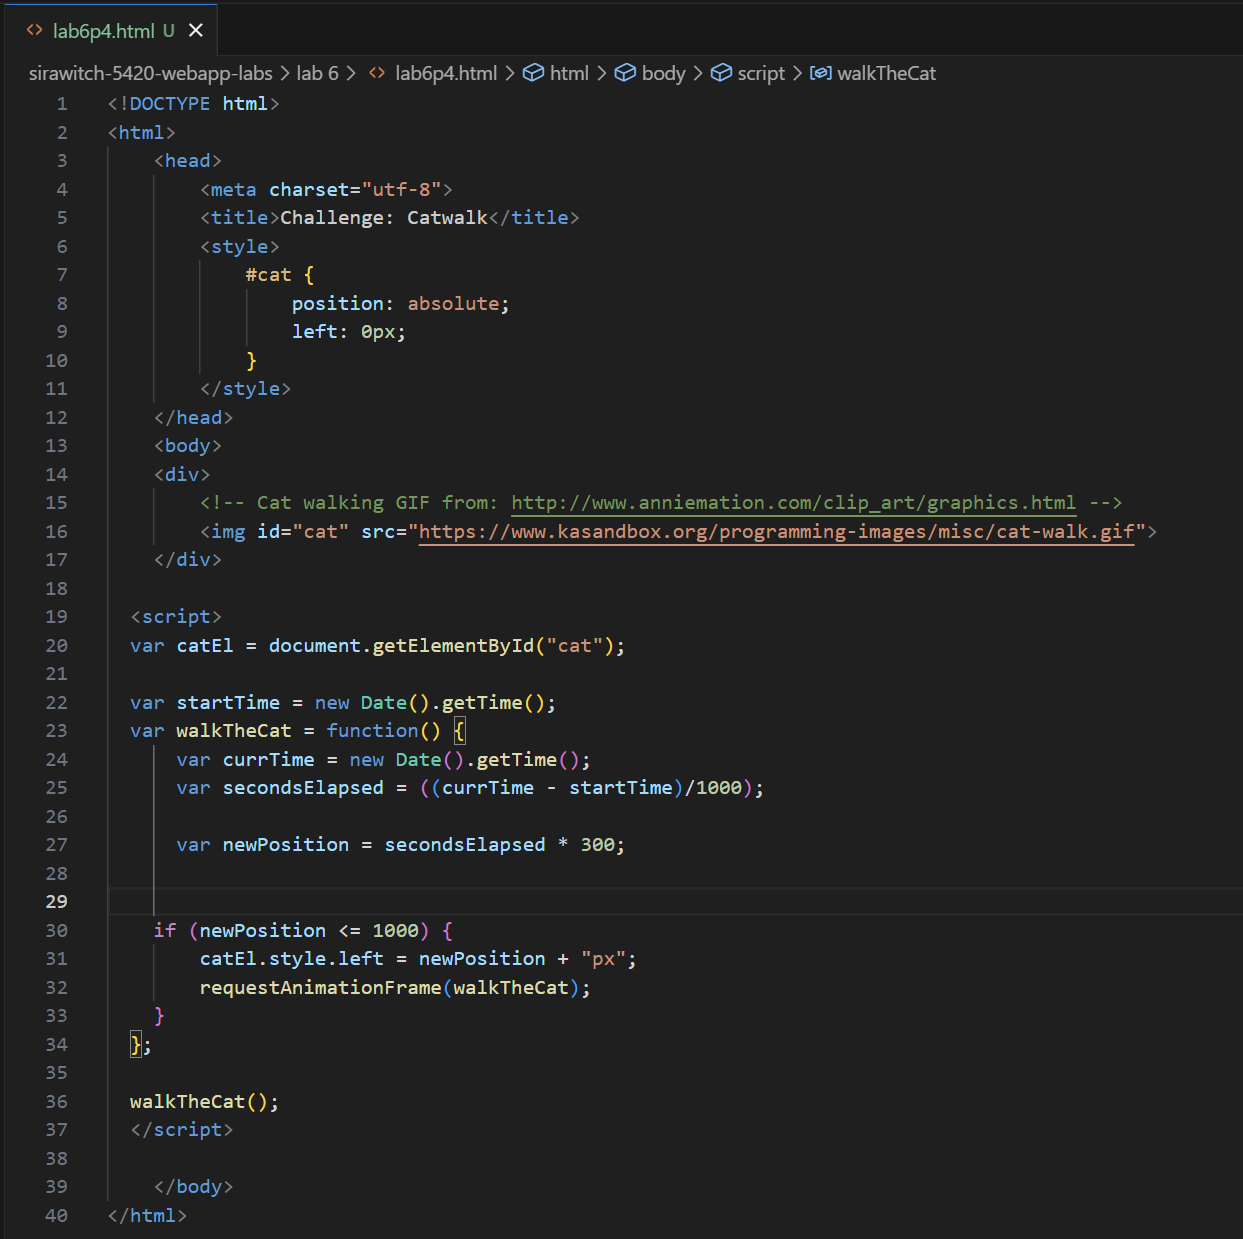 lab6p4.html U
sirawitch-5420-webapp-labs > lab 6 > lab6p4.html > html > body > script > walkTheCat
1 <!DOCTYPE html>
2 <html>
3     <head>
4         <meta charset="utf-8">
5         <title>Challenge: Catwalk</title>
6         <style>
7             #cat {
8                 position: absolute;
9                 left: 0px;
10             }
11         </style>
12     </head>
13     <body>
14     <div>
15         <!-- Cat walking GIF from: http://www.anniemation.com/clip_art/graphics.html -->
16         <img id="cat" src="https://www.kasandbox.org/programming-images/misc/cat-walk.gif">
17     </div>
18
19   <script>
20   var catEl = document.getElementById("cat");
21
22   var startTime = new Date().getTime();
23   var walkTheCat = function() {
24       var currTime = new Date().getTime();
25       var secondsElapsed = ((currTime - startTime)/1000);
26
27       var newPosition = secondsElapsed * 300;
28
29
30     if (newPosition <= 1000) {
31         catEl.style.left = newPosition + "px";
32         requestAnimationFrame(walkTheCat);
33     }
34   };
35
36   walkTheCat();
37   </script>
38
39     </body>
40 </html>